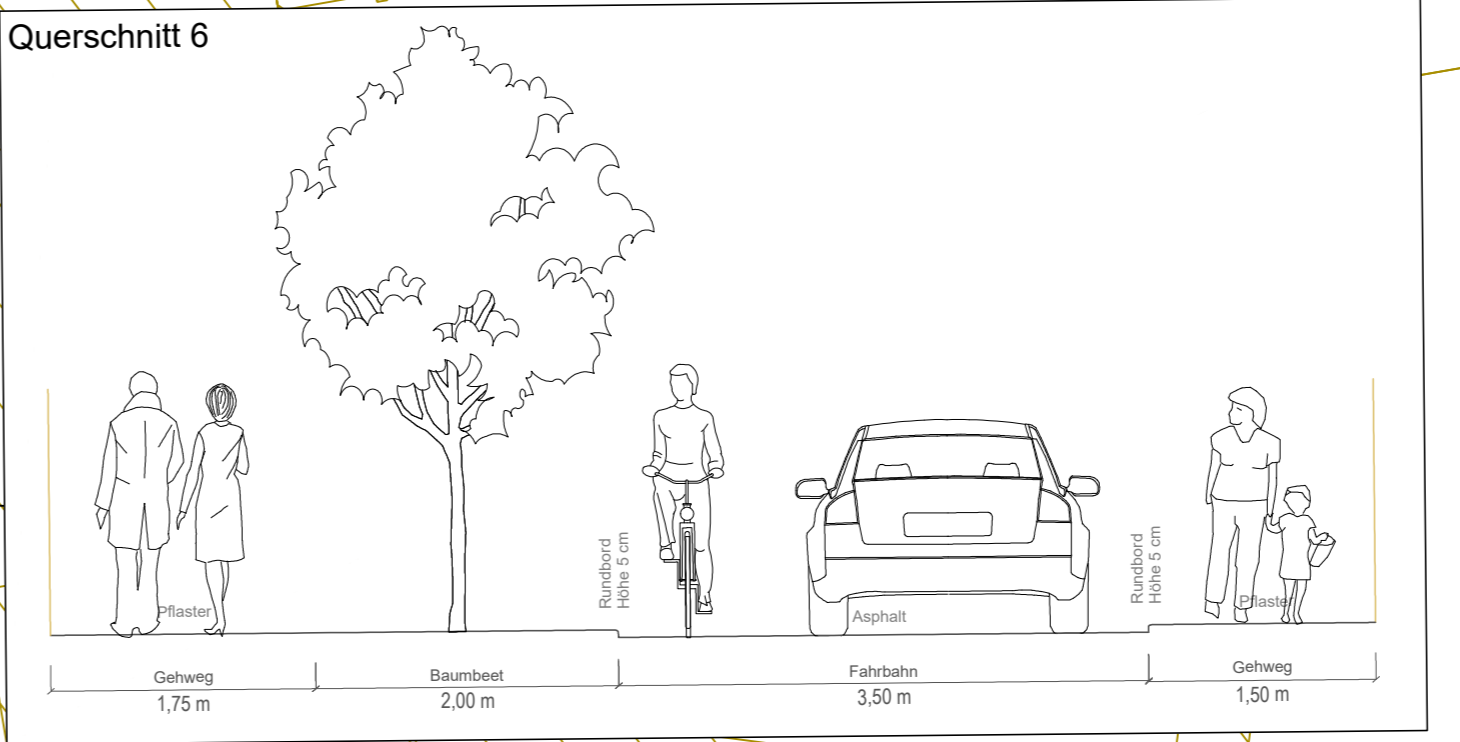 Querschnitt 6
Rundbord
Höhe 5 cm
Rundbord
Höhe 5 cm
Pflaster
Asphalt
Pflaster
Gehweg
Baumbeet
Fahrbahn
Gehweg
1,75 m
2,00 m
3,50 m
1,50 m